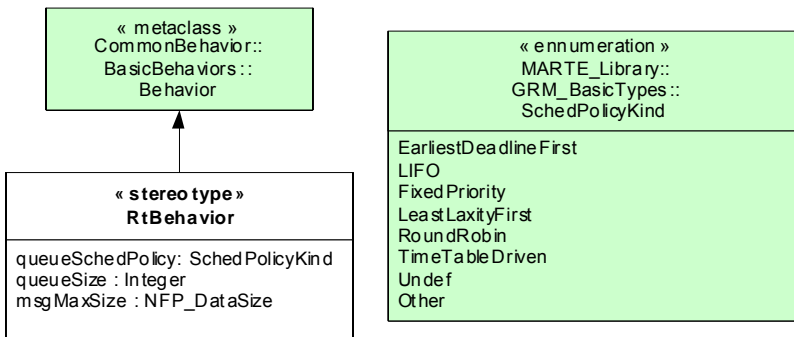 « metaclass »
CommonBehavior::
BasicBehaviors::
Behavior
« stereotype »
RtBehavior
queueSchedPolicy: SchedPolicyKind
queueSize : Integer
msgMaxSize : NFP_DataSize
« ennumeration »
MARTE_Library::
GRM_BasicTypes::
SchedPolicyKind
EarliestDeadlineFirst
LIFO
FixedPriority
LeastLaxityFirst
RoundRobin
TimeTableDriven
Undef
Other